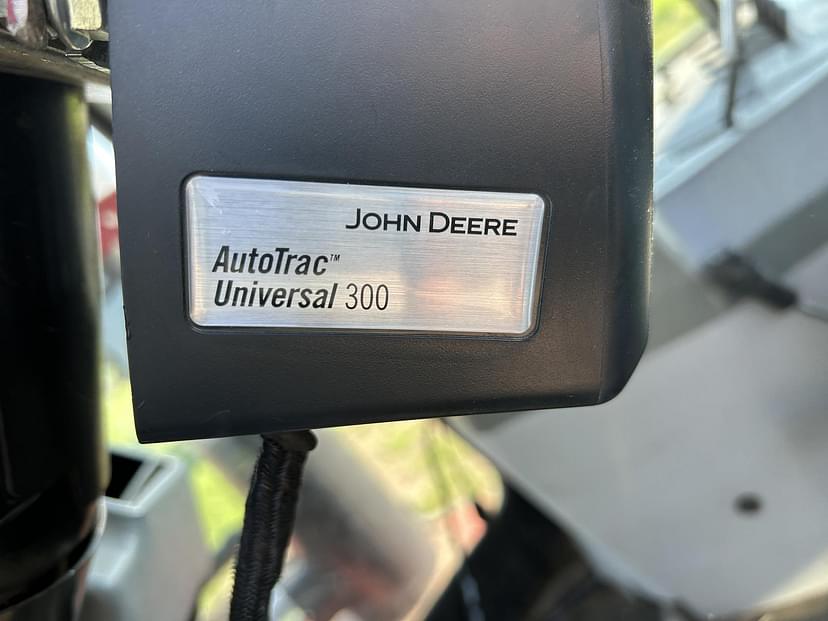 JOHN DEERE
AutoTrac™
Universal 300